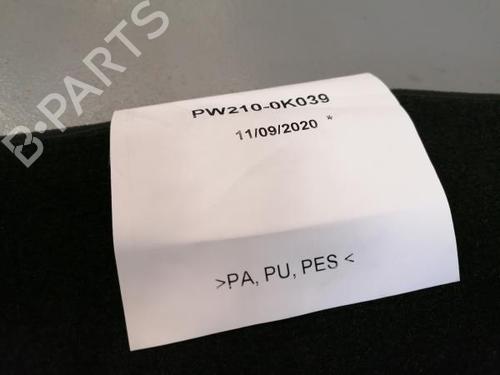 B-PARTS
PW210-0K039
11/09/2020 *
>PA, PU, PES <